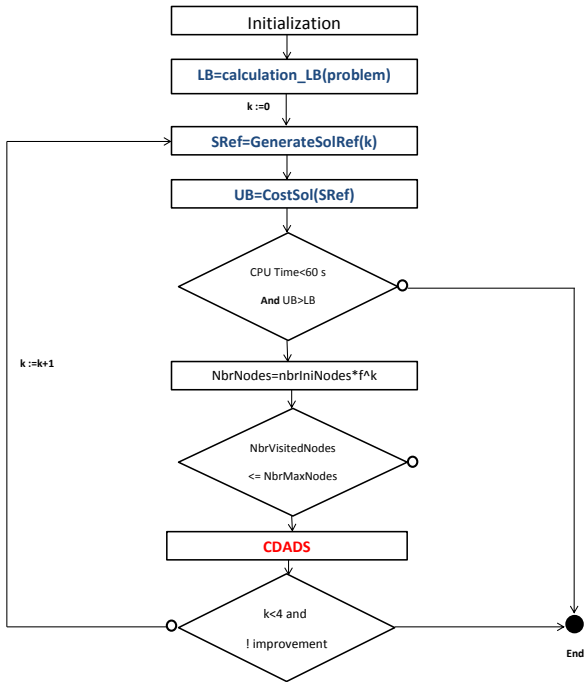 Initialization
LB=calculation_LB(problem)
k :=0
SRef=GenerateSolRef(k)
UB=CostSol(SRef)
CPU Time<60 s
And UB>LB
k :=k+1
NbrNodes=nbrIniNodes*f^k
NbrVisitedNodes
<= NbrMaxNodes
CDADS
k<4 and
! improvement
End